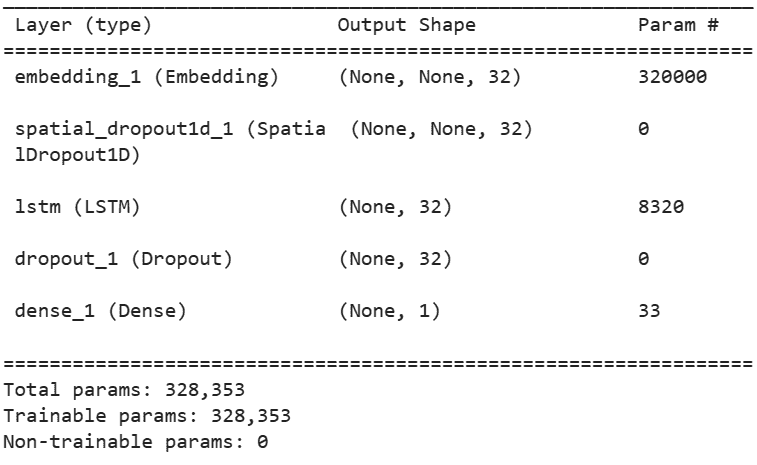 Layer (type) Output Shape Param #
=================================================================
embedding_1 (Embedding) (None, None, 32) 320000
spatial_dropout1d_1 (Spatia (None, None, 32) 0
lDropout1D)
lstm (LSTM) (None, 32) 8320
dropout_1 (Dropout) (None, 32) 0
dense_1 (Dense) (None, 1) 33
=================================================================
Total params: 328,353
Trainable params: 328,353
Non-trainable params: 0